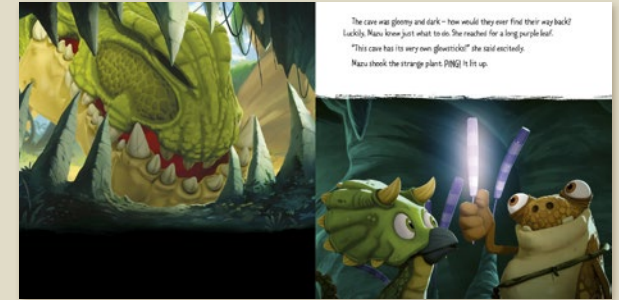 The cave was gloomy and dark – how would they ever find their way back?
Luckily, Mazu knew just what to do. She reached for a long purple leaf.
"This cave has its very own glowsticks!" she said excitedly.
Mazu shook the strange plant. PING! It lit up.